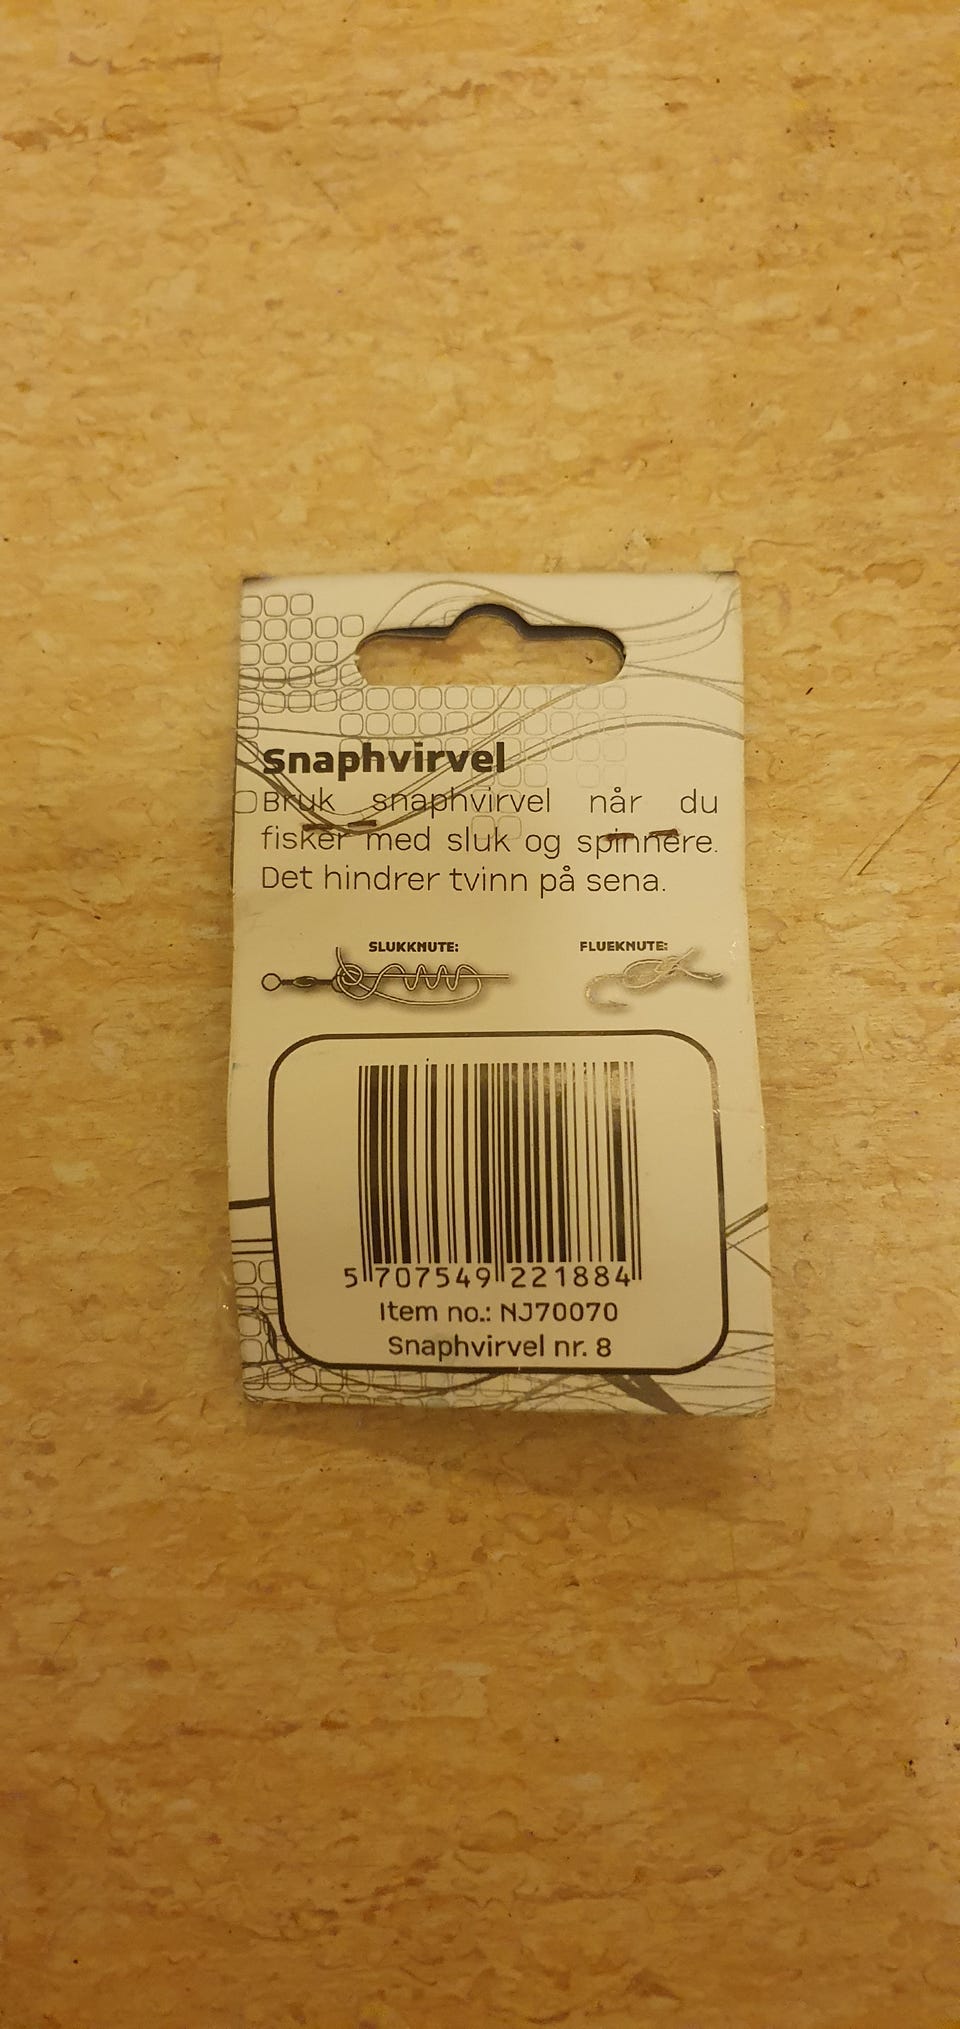 Snaphvirvel
Bruk snaphvirvel når du
fisker med sluk og spinnere.
Det hindrer tvinn på sena.
SLUKKNUTE: FLUEKNUTE:
5 707549 221884
Item no.: NJ70070
Snaphvirvel nr. 8